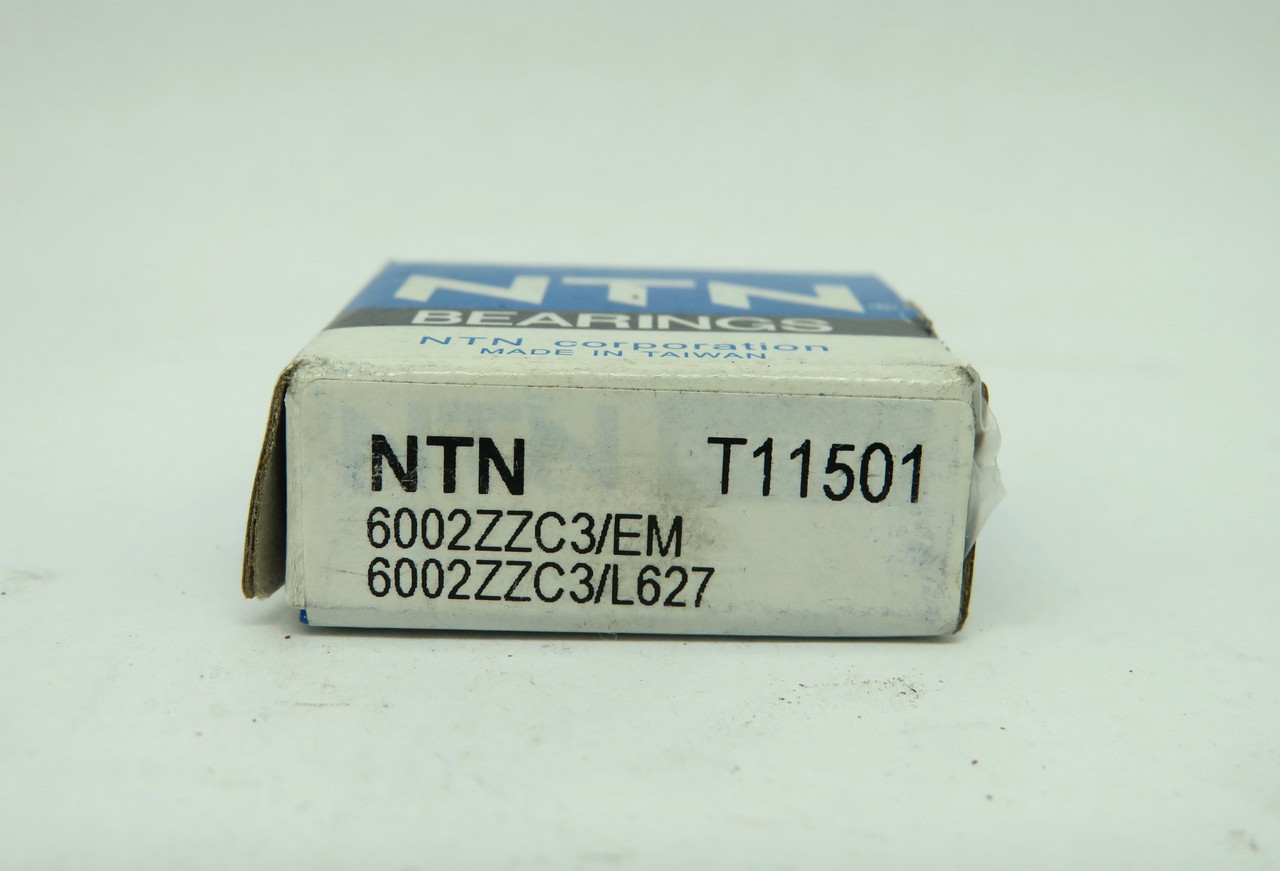 NTN
BEARINGS
NTN corporation
MADE IN TAIWAN
NTN T11501
6002ZZC3/EM
6002ZZC3/L627